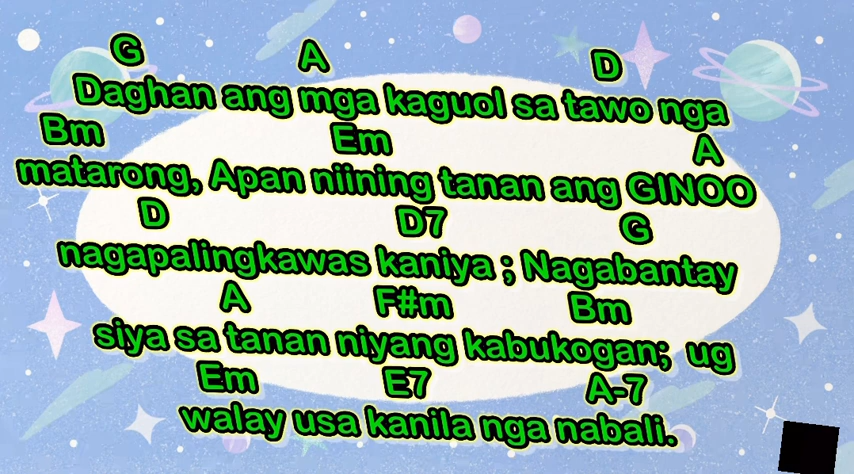 G A D
Daghan ang mga kaguol sa tawo nga
Bm Em A
matarong, Apan niining tanan ang GINOO
D D7 G
nagapalingkawas kaniya ; Nagabantay
A F#m Bm
siya sa tanan niyang kabukogan; ug
Em E7 A-7
walay usa kanila nga nabali.